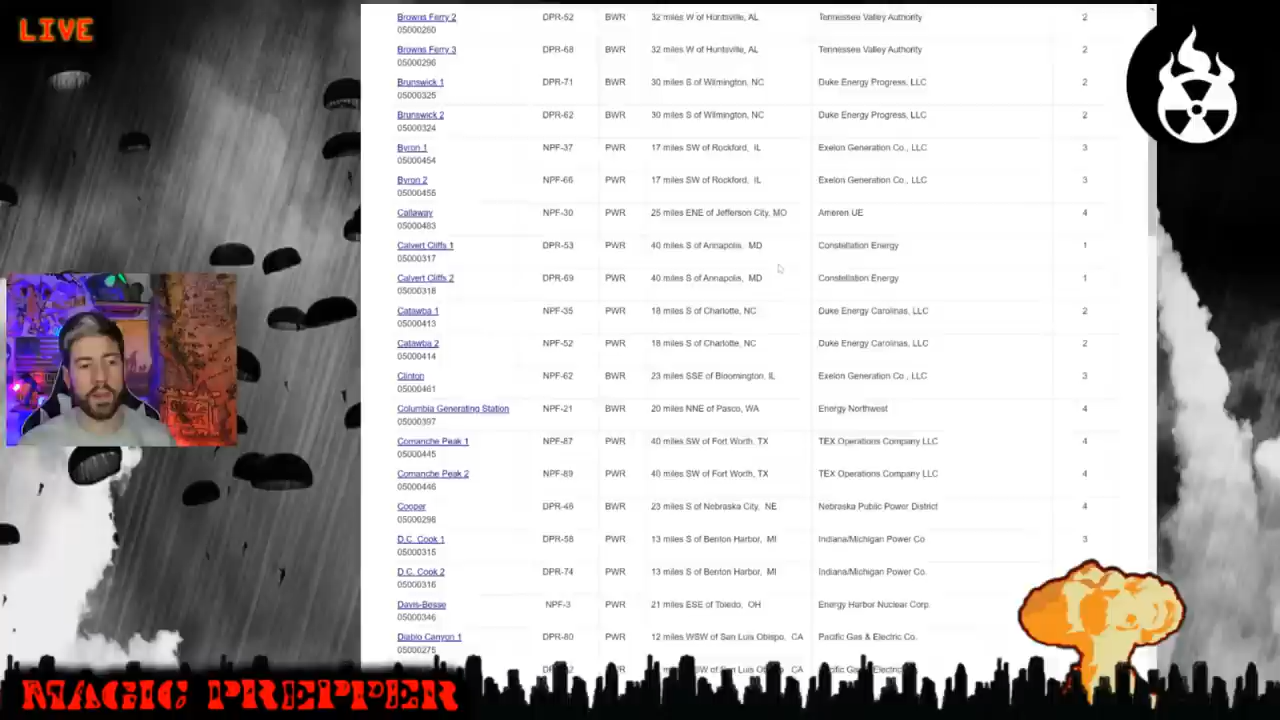 LIVE
Browns Ferry 2 DPR-52 BWR 32 miles W of Huntsville, AL Tennessee Valley Authority 2
05000260
Browns Ferry 3 DPR-68 BWR 32 miles W of Huntsville, AL Tennessee Valley Authority 2
05000296
Brunswick 1 DPR-71 BWR 30 miles S of Wilmington, NC Duke Energy Progress, LLC 2
05000325
Brunswick 2 DPR-62 BWR 30 miles S of Wilmington, NC Duke Energy Progress, LLC 2
05000324
Byron 1 NPF-37 PWR 17 miles SW of Rockford, IL Exelon Generation Co., LLC 3
05000454
Byron 2 NPF-66 PWR 17 miles SW of Rockford, IL Exelon Generation Co., LLC 3
05000455
Callaway NPF-30 PWR 25 miles ENE of Jefferson City, MO Ameren UE 4
05000483
Calvert Cliffs 1 DPR-53 PWR 40 miles S of Annapolis, MD Constellation Energy 1
05000317
Calvert Cliffs 2 DPR-69 PWR 40 miles S of Annapolis, MD Constellation Energy 1
05000318
Catawba 1 NPF-35 PWR 18 miles S of Charlotte, NC Duke Energy Carolinas, LLC 2
05000413
Catawba 2 NPF-52 PWR 18 miles S of Charlotte, NC Duke Energy Carolinas, LLC 2
05000414
Clinton NPF-62 BWR 23 miles SSE of Bloomington, IL Exelon Generation Co., LLC 3
05000461
Columbia Generating Station NPF-21 BWR 20 miles NNE of Pasco, WA Energy Northwest 4
05000397
Comanche Peak 1 NPF-87 PWR 40 miles SW of Fort Worth, TX TEX Operations Company LLC 4
05000445
Comanche Peak 2 NPF-89 PWR 40 miles SW of Fort Worth, TX TEX Operations Company LLC 4
05000446
Cooper DPR-46 BWR 23 miles S of Nebraska City, NE Nebraska Public Power District 4
05000298
D.C. Cook 1 DPR-58 PWR 13 miles S of Benton Harbor, MI Indiana/Michigan Power Co 3
05000315
D.C. Cook 2 DPR-74 PWR 13 miles S of Benton Harbor, MI Indiana/Michigan Power Co.
05000316
Davis-Besse NPF-3 PWR 21 miles ESE of Toledo, OH Energy Harbor Nuclear Corp.
05000346
Diablo Canyon 1 DPR-80 PWR 12 miles WSW of San Luis Obispo, CA Pacific Gas & Electric Co.
05000275
of San Luis CA
MAGIC PREPPER